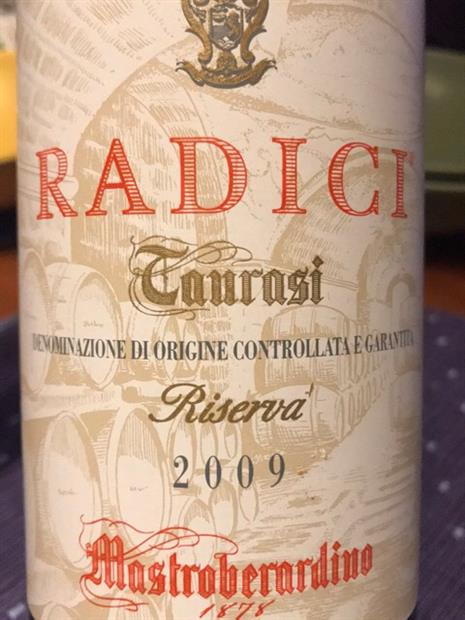 RADICI
Taurasi
DENOMINAZIONE DI ORIGINE CONTROLLATA E GARANTITA
Riserva
2009
Mastroberardino
1878